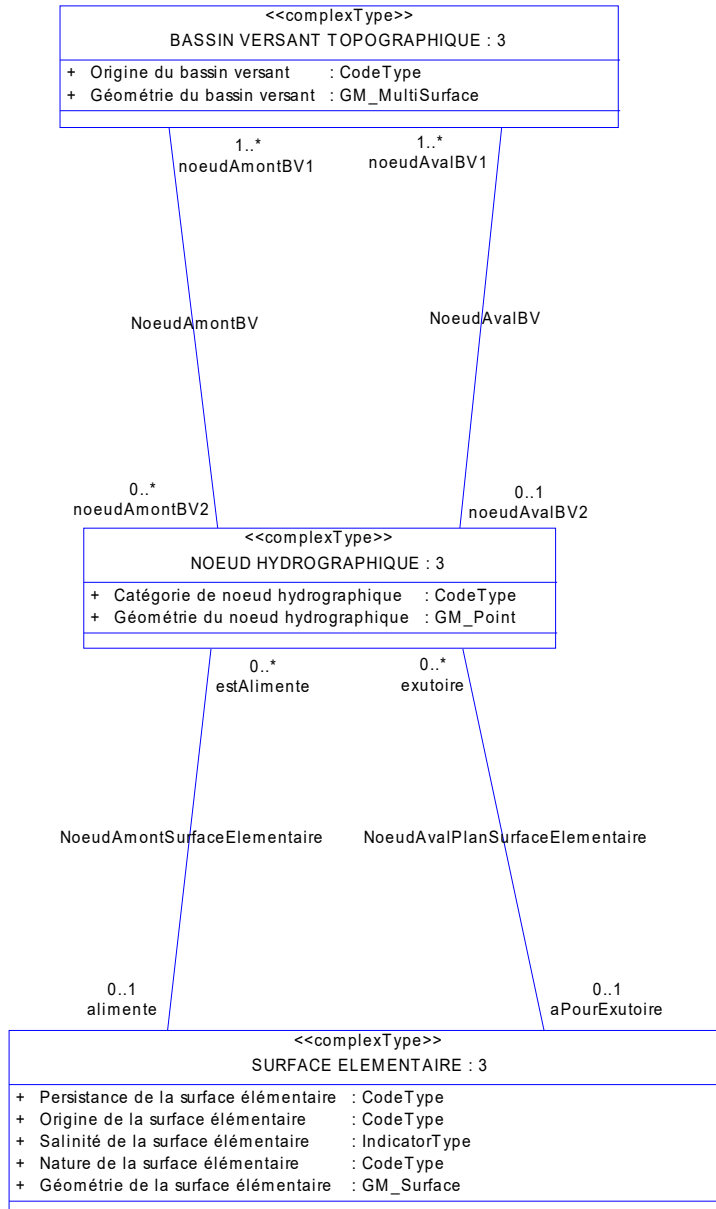 <<complexType>>
BASSIN VERSANT TOPOGRAPHIQUE : 3
+ Origine du bassin versant : CodeType
+ Géométrie du bassin versant : GM_MultiSurface
1..* 1..*
noeudAmontBV1 noeudAvalBV1
NoeudAmontBV NoeudAvalBV
0..* 0..1
noeudAmontBV2 noeudAvalBV2
<<complexType>>
NOEUD HYDROGRAPHIQUE : 3
+ Catégorie de noeud hydrographique : CodeType
+ Géométrie du noeud hydrographique : GM_Point
0..* 0..*
estAlimente exutoire
NoeudAmontSurfaceElementaire NoeudAvalPlanSurfaceElementaire
0..1 0..1
alimente aPourExutoire
<<complexType>>
SURFACE ELEMENTAIRE : 3
+ Persistance de la surface élémentaire : CodeType
+ Origine de la surface élémentaire : CodeType
+ Salinité de la surface élémentaire : IndicatorType
+ Nature de la surface élémentaire : CodeType
+ Géométrie de la surface élémentaire : GM_Surface